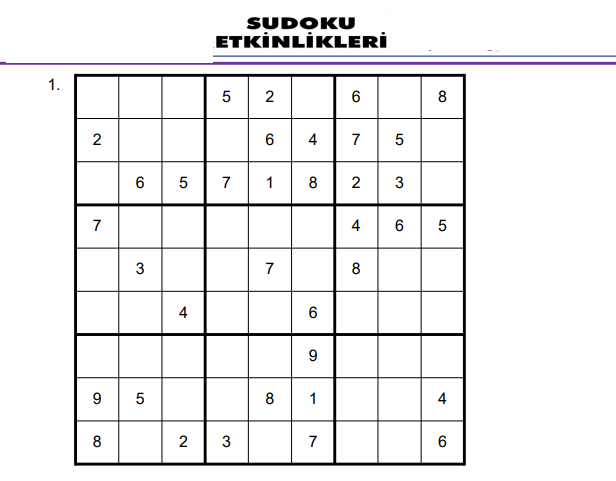 SUDOKU
ETKİNLİKLERİ
1.
5 2 6 8
2 6 4 7 5
6 5 7 1 8 2 3
7 4 6 5
3 7 8
4 6
9
9 5 8 1 4
8 2 3 7 6